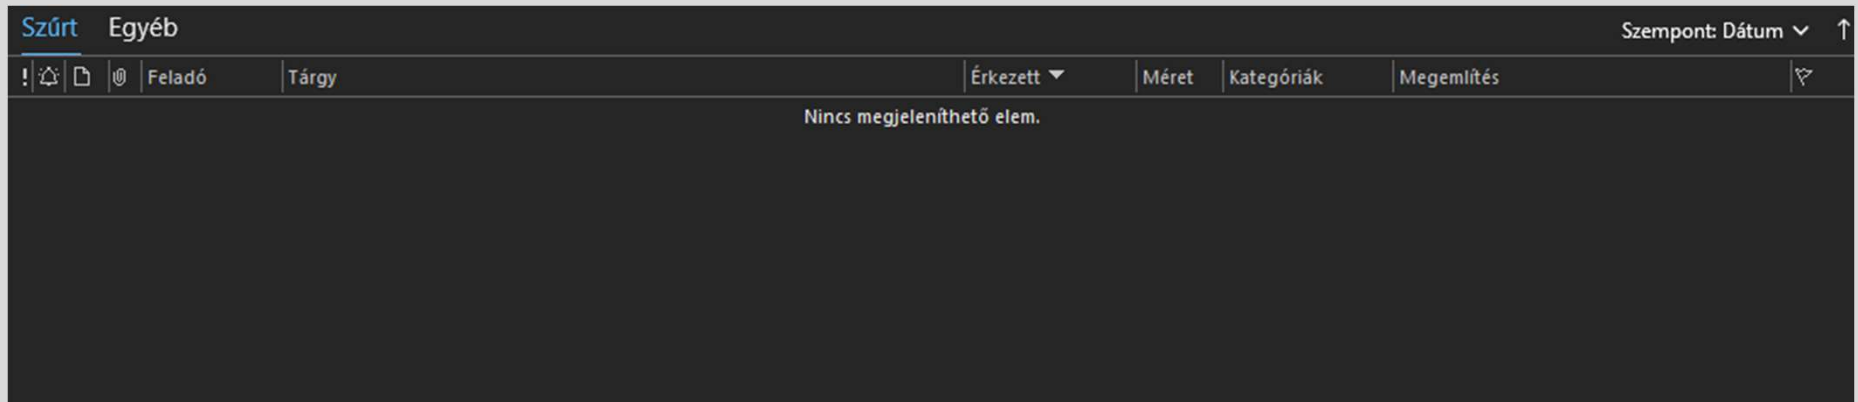 Szűrt Egyéb Szempont: Dátum
! Feladó Tárgy Érkezett Méret Kategóriák Megemlítés
Nincs megjeleníthető elem.